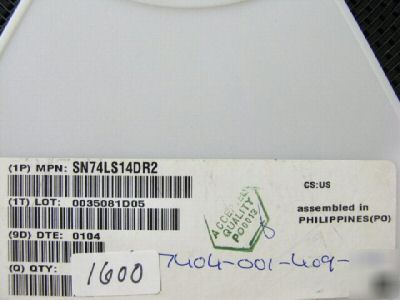 (1P) MPN: SN74LS14DR2
CS:US
(1T) LOT: 0035081D05
assembled in
PHILIPPINES(PO)
ACCEPTED
QUALITY
PO0013
(9D) DTE: 0104
(Q) QTY:
1600
7404-001-409-